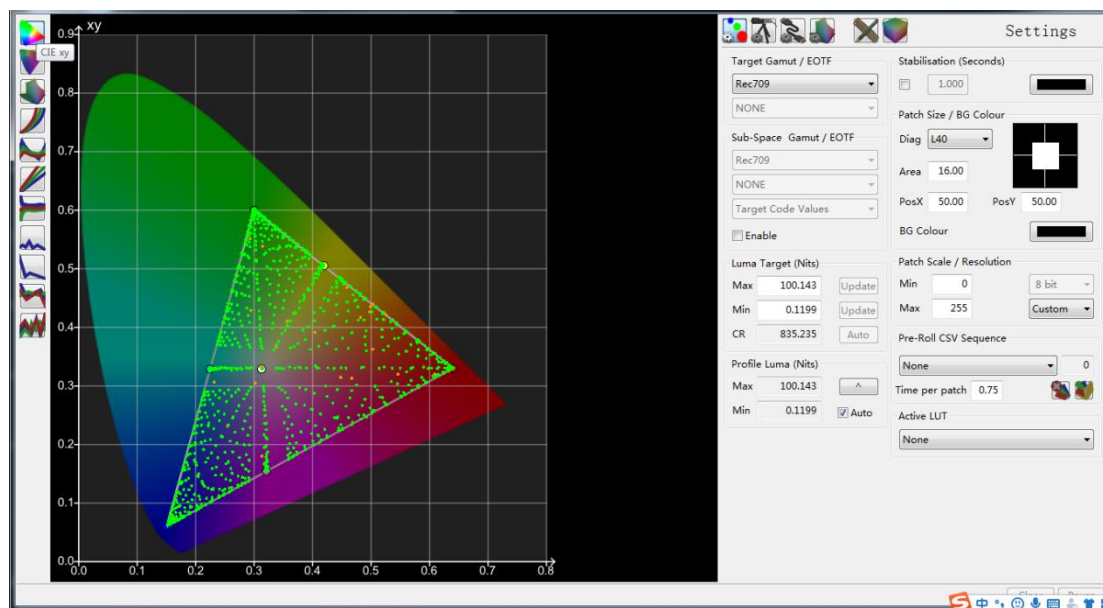 xy
0.9
CIE xy
0.8
0.7
0.6
0.5
0.4
0.3
0.2
0.1
0.0
0.0 0.1 0.2 0.3 0.4 0.5 0.6 0.7 0.8
Settings
Target Gamut / EOTF
Rec709
NONE
Sub-Space Gamut / EOTF
Rec709
NONE
Target Code Values
Enable
Luma Target (Nits)
Max 100.143 Update
Min 0.1199 Update
CR 835.235 Auto
Profile Luma (Nits)
Max 100.143 ^
Min 0.1199 Auto
Stabilisation (Seconds)
1.000
Patch Size / BG Colour
Diag L40
Area 16.00
PosX 50.00 PosY 50.00
BG Colour
Patch Scale / Resolution
Min 0 8 bit
Max 255 Custom
Pre-Roll CSV Sequence
None 0
Time per patch 0.75
Active LUT
None
S 中